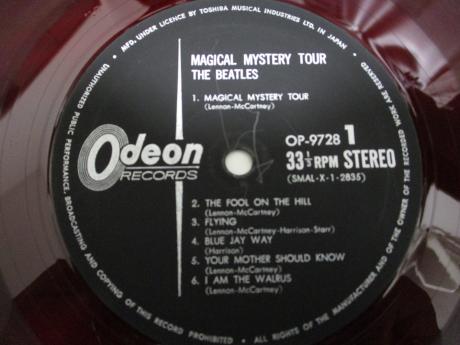 • MFD. UNDER LICENCE BY TOSHIBA MUSICAL INDUSTRIES LTD. IN JAPAN •
ALL RIGHTS OF THE MANUFACTURER AND OF THE OWNER OF THE RECORDED WORK ARE RESERVED
UNAUTHORIZED PUBLIC PERFORMANCE, BROADCASTING AND COPYING OF THIS RECORD PROHIBITED •
MAGICAL MYSTERY TOUR
THE BEATLES
1. MAGICAL MYSTERY TOUR
(Lennon-McCartney)
Odeon
RECORDS
OP-9728 1
33 1/3 RPM STEREO
(SMAL-X-1-2835)
2. THE FOOL ON THE HILL
(Lennon-McCartney)
3. FLYING
(Lennon-McCartney-Harrison-Starr)
4. BLUE JAY WAY
(Harrison)
5. YOUR MOTHER SHOULD KNOW
(Lennon-McCartney)
6. I AM THE WALRUS
(Lennon-McCartney)